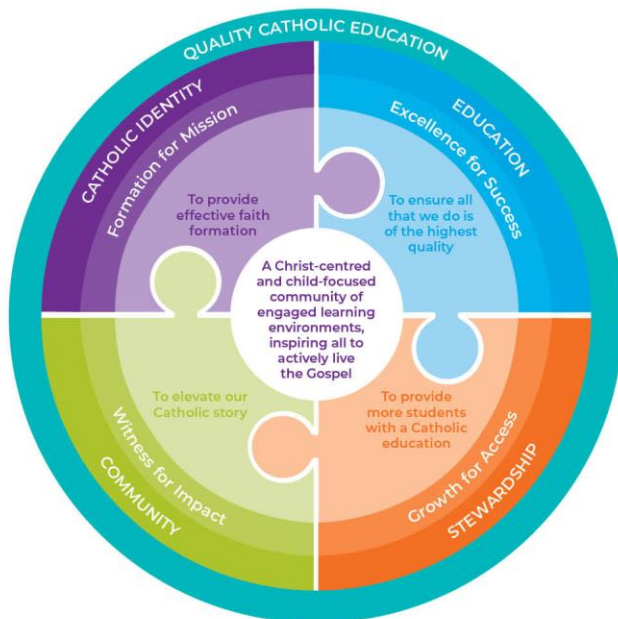 QUALITY CATHOLIC EDUCATION
CATHOLIC IDENTITY
Formation for Mission
To provide
effective faith
formation
EDUCATION
Excellence for Success
To ensure all
that we do is
of the highest
quality
A Christ-centred
and child-focused
community of
engaged learning
environments,
inspiring all to
actively live
the Gospel
To elevate our
Catholic story
Witness for Impact
COMMUNITY
To provide
more students
with a Catholic
education
Growth for Access
STEWARDSHIP